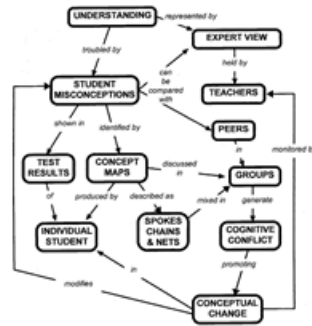 UNDERSTANDING
represented by
EXPERT VIEW
troubled by
can
be
compared
with
held by
STUDENT
MISCONCEPTIONS
TEACHERS
PEERS
shown in
identified by
in
monitored by
TEST
RESULTS
CONCEPT
MAPS
discussed
in
GROUPS
of
produced by
described as
mixed in
generate
INDIVIDUAL
STUDENT
SPOKES
CHAINS
& NETS
COGNITIVE
CONFLICT
promoting
modifies
in
CONCEPTUAL
CHANGE